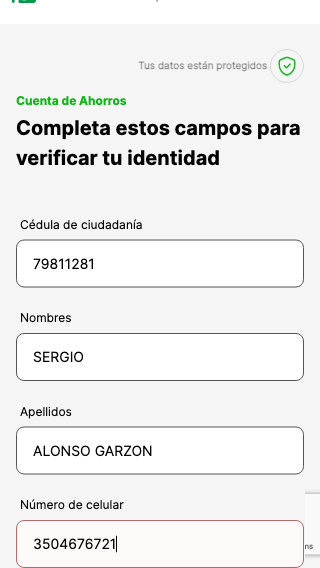 Tus datos están protegidos
Cuenta de Ahorros
Completa estos campos para
verificar tu identidad
Cédula de ciudadanía
79811281
Nombres
SERGIO
Apellidos
ALONSO GARZON
Número de celular
3504676721
ms